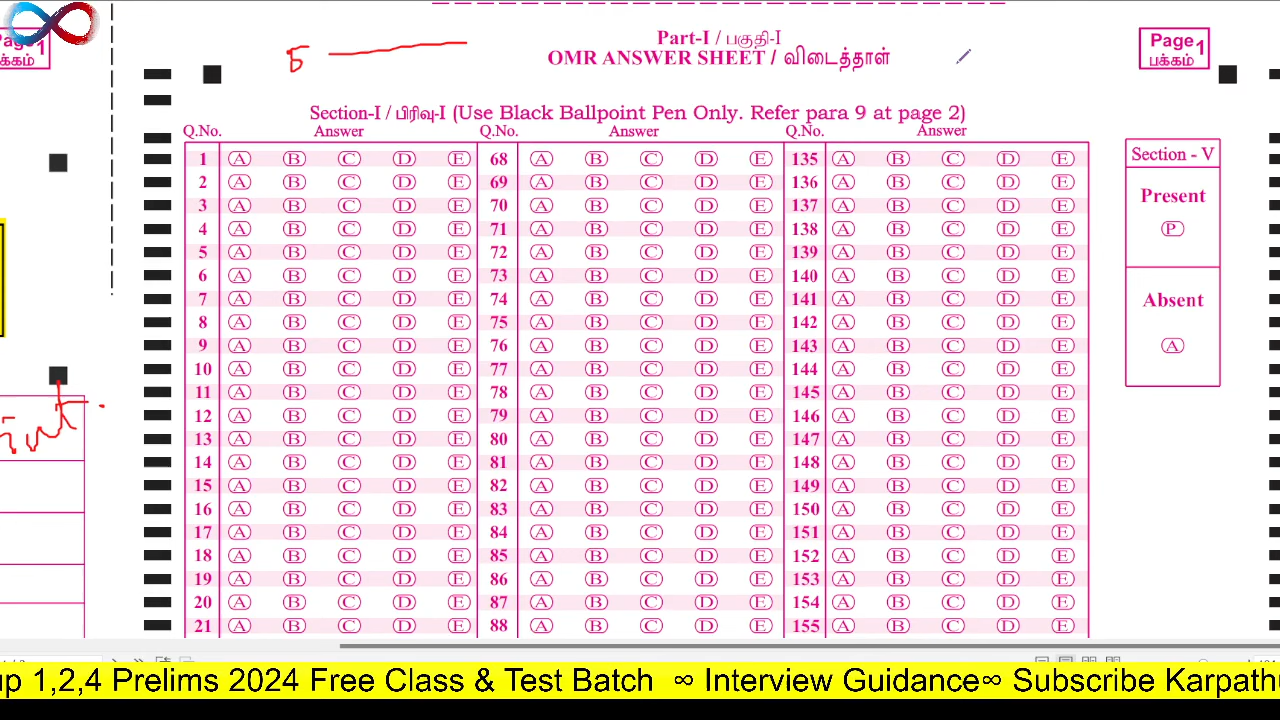 Page 1
க்கம்
Part-I / பகுதி-I
OMR ANSWER SHEET / விடைத்தாள்
Page 1
பக்கம்
5
Section-I / பிரிவு-I (Use Black Ballpoint Pen Only. Refer para 9 at page 2)
Q.No. Answer Q.No. Answer Q.No. Answer
1 A B C D E 68 A B C D E 135 A B C D E
2 A B C D E 69 A B C D E 136 A B C D E
3 A B C D E 70 A B C D E 137 A B C D E
4 A B C D E 71 A B C D E 138 A B C D E
5 A B C D E 72 A B C D E 139 A B C D E
6 A B C D E 73 A B C D E 140 A B C D E
7 A B C D E 74 A B C D E 141 A B C D E
8 A B C D E 75 A B C D E 142 A B C D E
9 A B C D E 76 A B C D E 143 A B C D E
10 A B C D E 77 A B C D E 144 A B C D E
11 A B C D E 78 A B C D E 145 A B C D E
12 A B C D E 79 A B C D E 146 A B C D E
13 A B C D E 80 A B C D E 147 A B C D E
14 A B C D E 81 A B C D E 148 A B C D E
15 A B C D E 82 A B C D E 149 A B C D E
16 A B C D E 83 A B C D E 150 A B C D E
17 A B C D E 84 A B C D E 151 A B C D E
18 A B C D E 85 A B C D E 152 A B C D E
19 A B C D E 86 A B C D E 153 A B C D E
20 A B C D E 87 A B C D E 154 A B C D E
21 A B C D E 88 A B C D E 155 A B C D E
Section - V
Present
P
Absent
A
up 1,2,4 Prelims 2024 Free Class & Test Batch ∞ Interview Guidance∞ Subscribe Karpathu